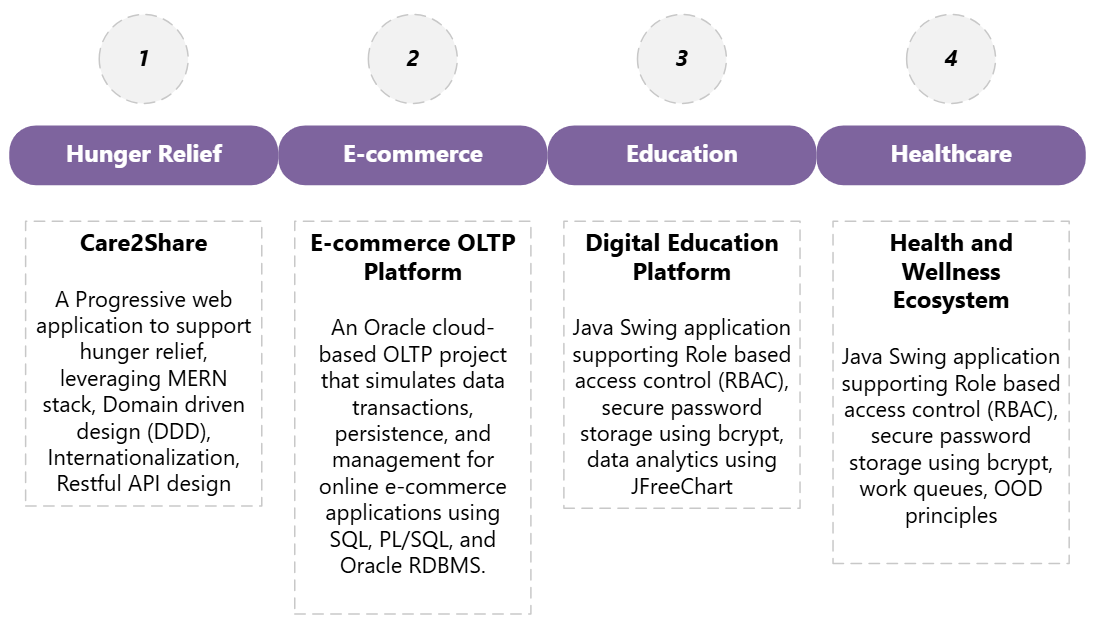 1
2
3
4
Hunger Relief
E-commerce
Education
Healthcare
Care2Share
A Progressive web
application to support
hunger relief,
leveraging MERN
stack, Domain driven
design (DDD),
Internationalization,
Restful API design
E-commerce OLTP
Platform
An Oracle cloud-
based OLTP project
that simulates data
transactions,
persistence, and
management for
online e-commerce
applications using
SQL, PL/SQL, and
Oracle RDBMS.
Digital Education
Platform
Java Swing application
supporting Role based
access control (RBAC),
secure password
storage using bcrypt,
data analytics using
JFreeChart
Health and
Wellness
Ecosystem
Java Swing application
supporting Role based
access control (RBAC),
secure password
storage using bcrypt,
work queues, OOD
principles